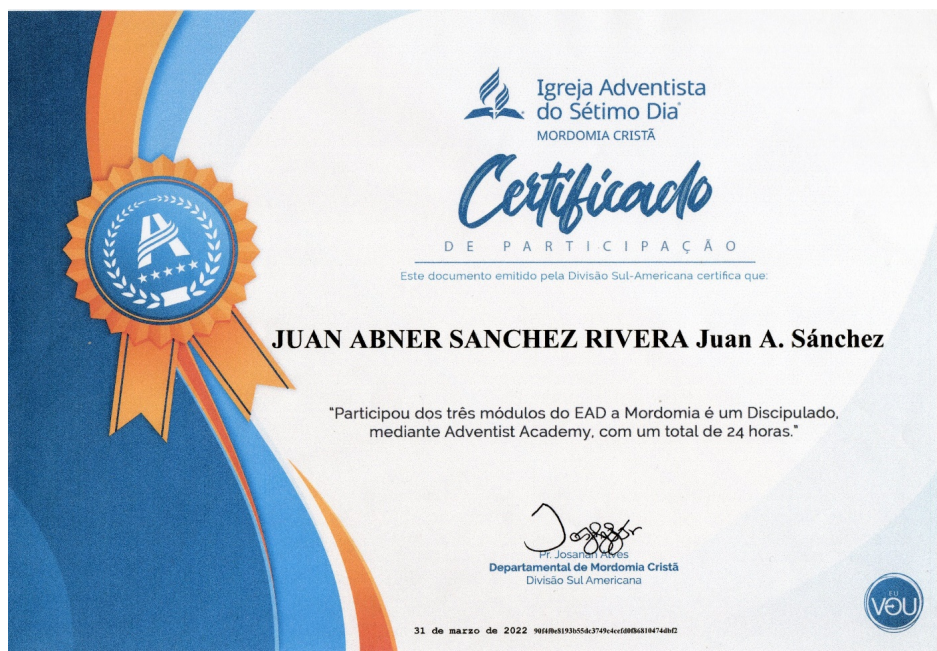 Igreja Adventista
do Sétimo Dia
MORDOMIA CRISTÃ
Certificado
DE PARTICIPAÇÃO
Este documento emitido pela Divisão Sul-Americana certifica que:
JUAN ABNER SANCHEZ RIVERA Juan A. Sánchez
"Participou dos três módulos do EAD a Mordomia é um Discipulado,
mediante Adventist Academy, com um total de 24 horas."
Pr. Josanan Alves
Departamental de Mordomia Cristã
Divisão Sul Americana
EU
VOU
31 de marzo de 2022